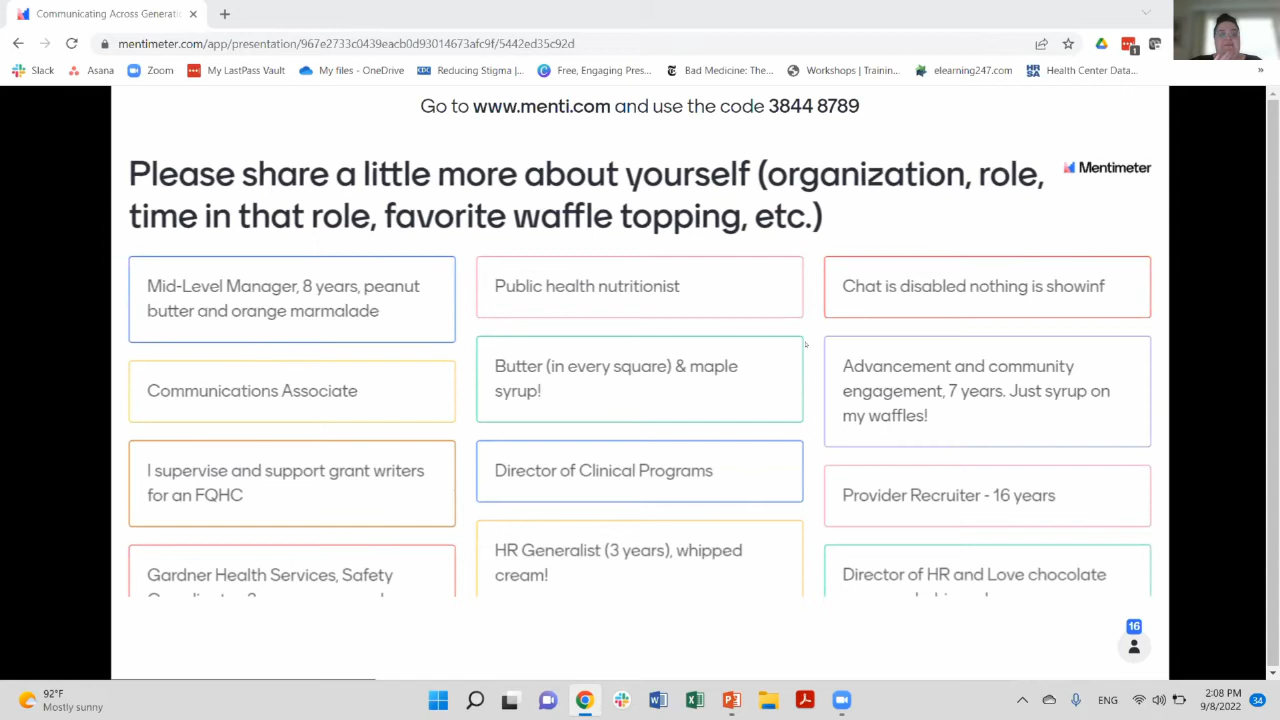 Communicating Across Generati
mentimeter.com/app/presentation/967e2733c0439eacb0d92014673afc9f/5442ed35c92d
1
Slack
Asana
Zoom
My LastPass Vault
My files - OneDrive
Reducing Stigma |...
Free, Engaging Pres...
Bad Medicine: The...
Workshops | Trainin...
elearning247.com
Health Center Data...
»
Go to www.menti.com and use the code 3844 8789
Please share a little more about yourself (organization, role,
time in that role, favorite waffle topping, etc.)
Mentimeter
Mid-Level Manager, 8 years, peanut
butter and orange marmalade
Communications Associate
I supervise and support grant writers
for an FQHC
Gardner Health Services, Safety
Public health nutritionist
Butter (in every square) & maple
syrup!
Director of Clinical Programs
HR Generalist (3 years), whipped
cream!
Chat is disabled nothing is showinf
Advancement and community
engagement, 7 years. Just syrup on
my waffles!
Provider Recruiter - 16 years
Director of HR and Love chocolate
16
92°F
Mostly sunny
ENG
2:08 PM
9/8/2022
34